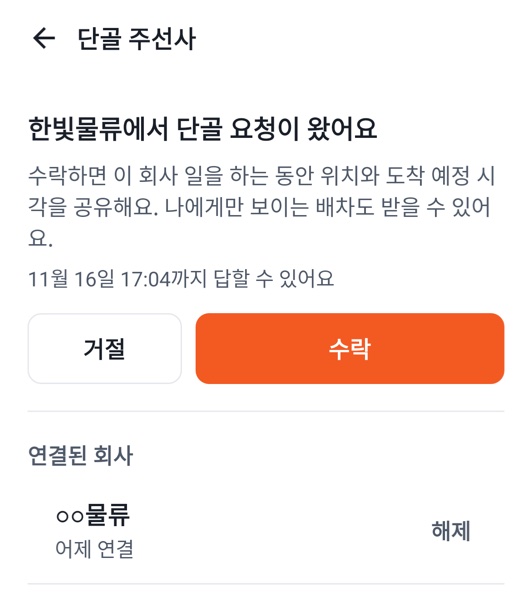 단골 주선사
한빛물류에서 단골 요청이 왔어요
수락하면 이 회사 일을 하는 동안 위치와 도착 예정 시
각을 공유해요. 나에게만 보이는 배차도 받을 수 있어
요.
11월 16일 17:04까지 답할 수 있어요
거절 수락
연결된 회사
○○물류
해제
어제 연결